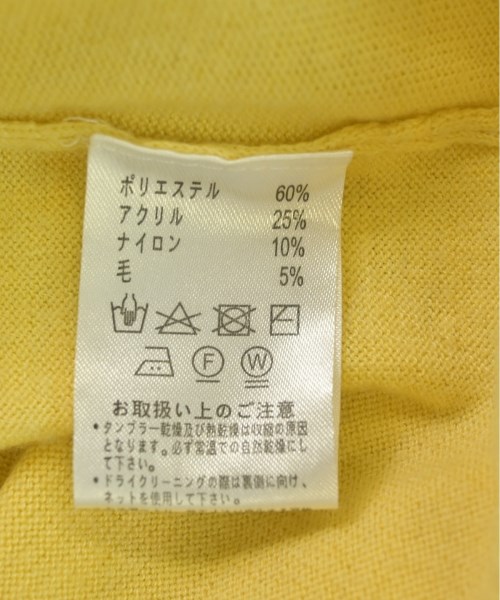 ポリエステル 60%
アクリル 25%
ナイロン 10%
毛 5%
F W
お取扱い上のご注意
•タンブラー乾燥及び熱乾燥は収縮の原因
となります。必ず常温での自然乾燥にし
て下さい。
•ドライクリーニングの際は裏側に向け、
ネットを使用して下さい。